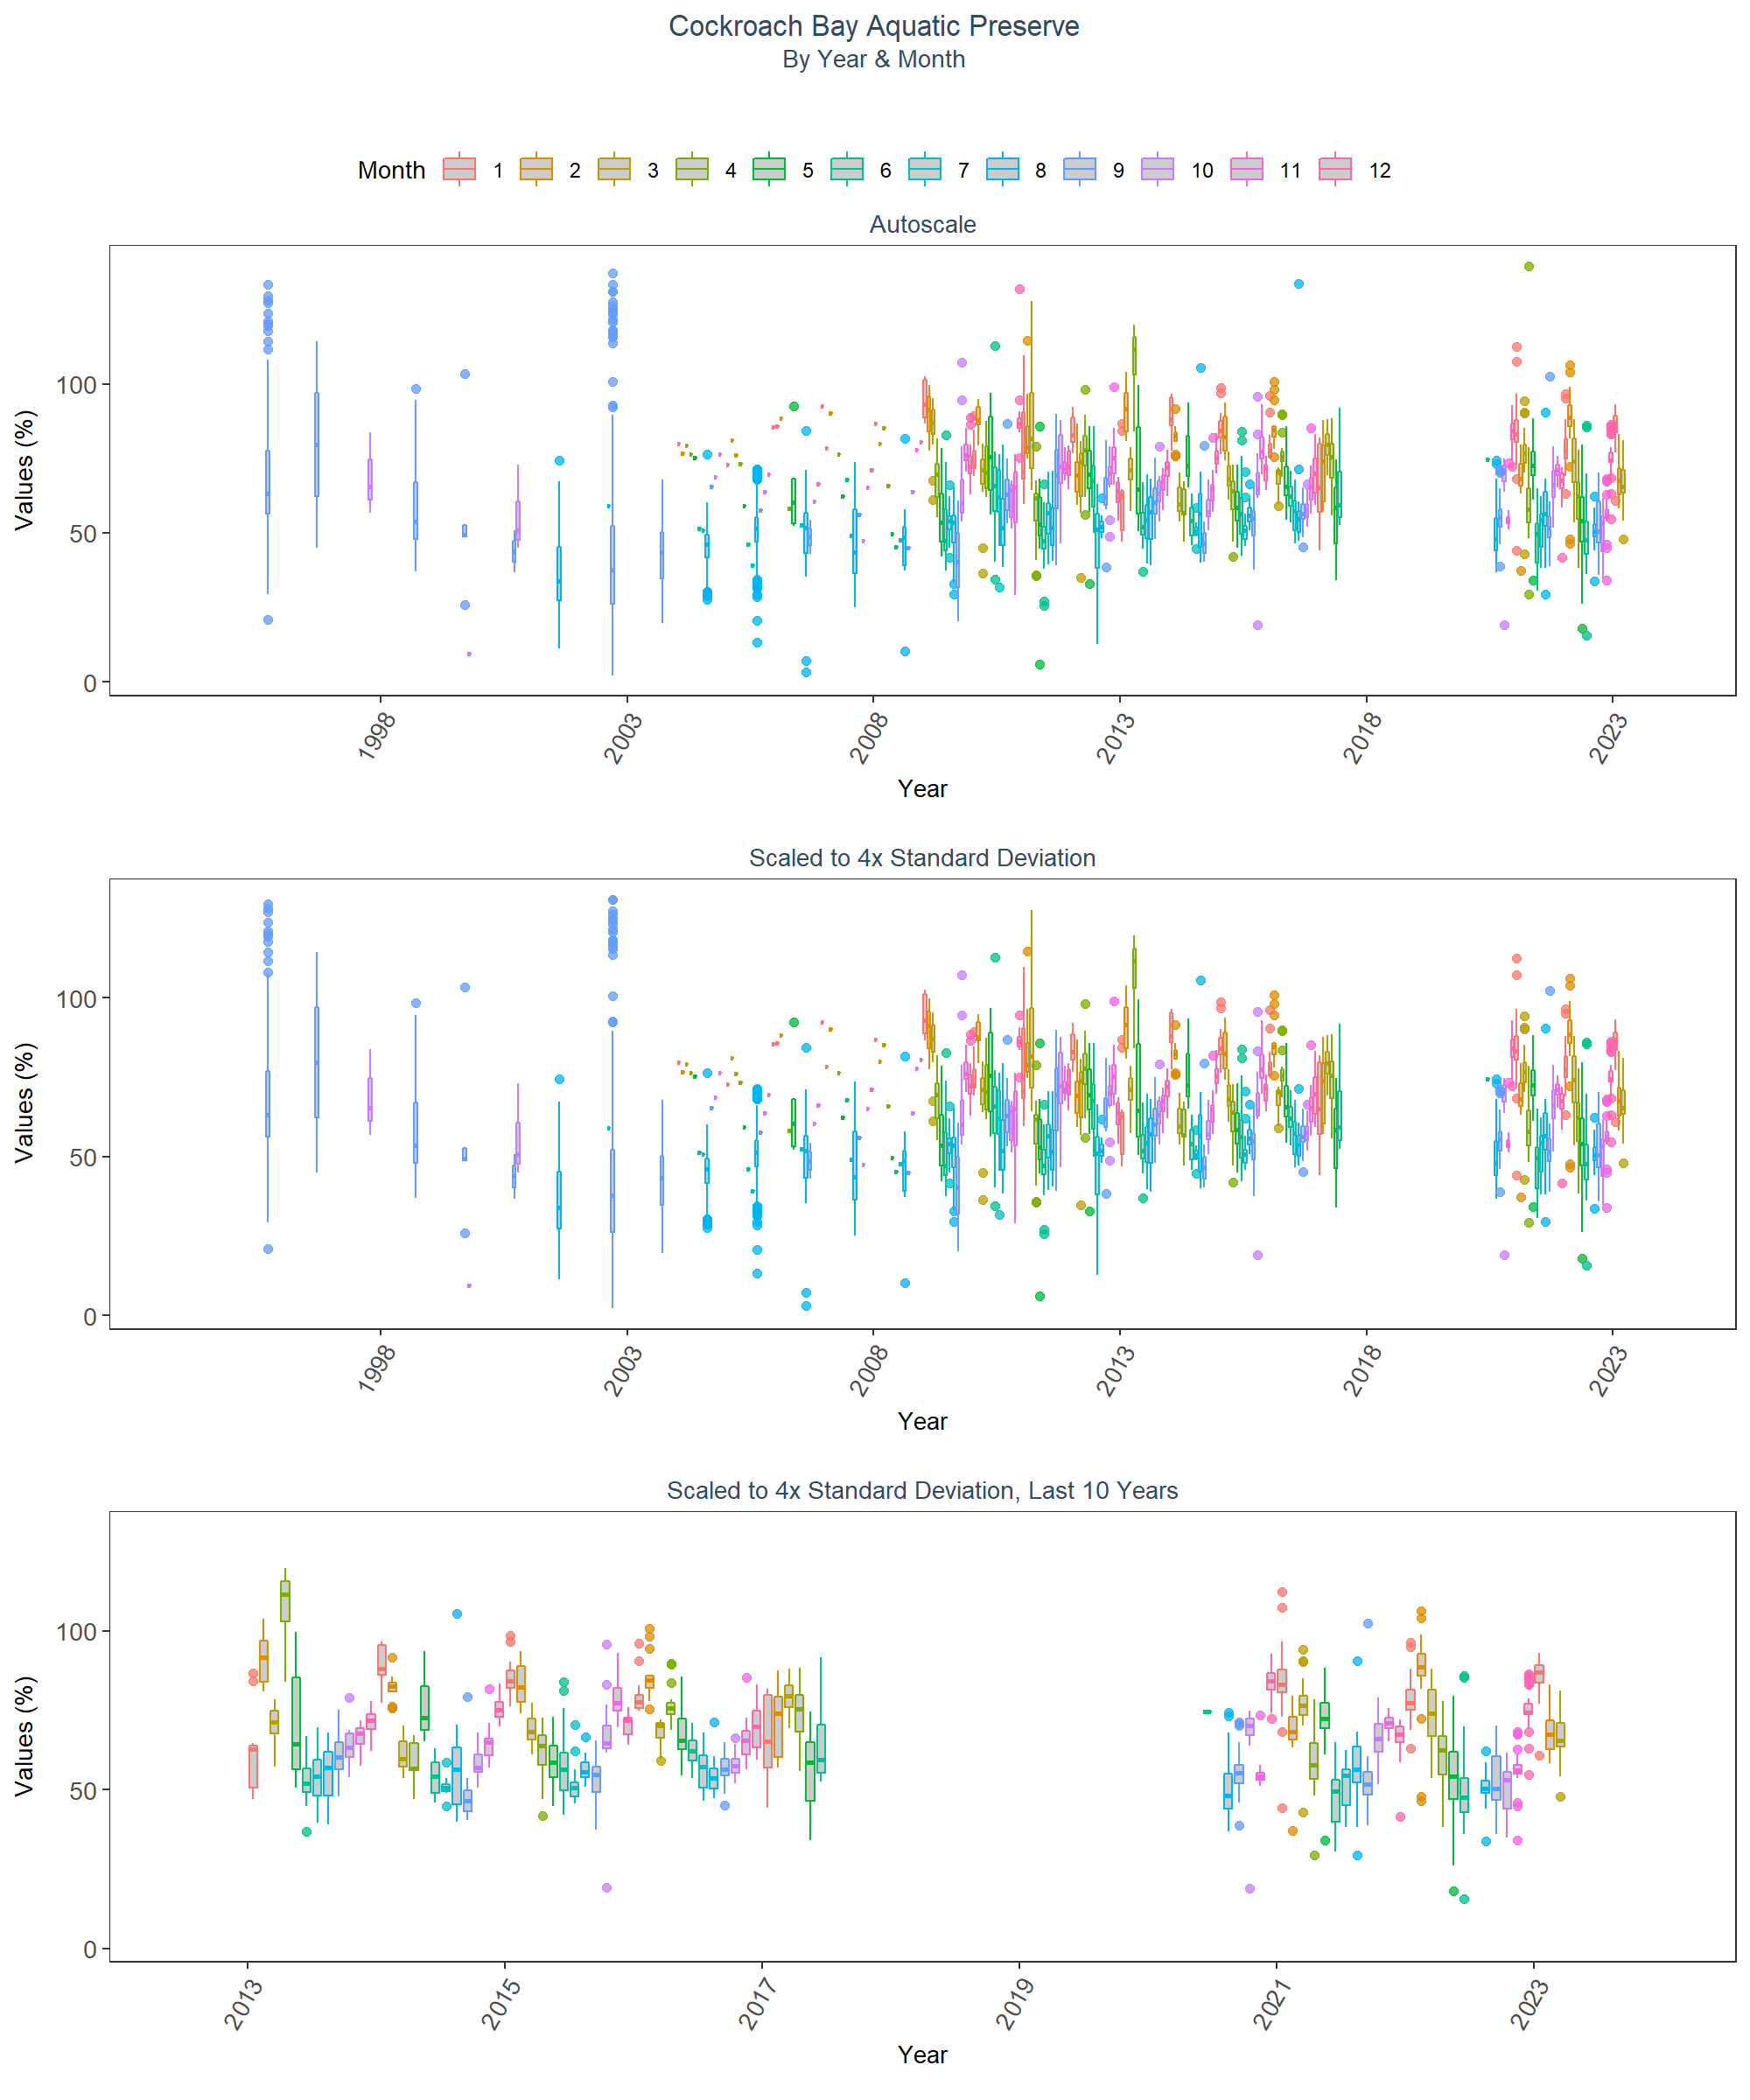 Cockroach Bay Aquatic Preserve
By Year & Month
Month 1 2 3 4 5 6 7 8 9 10 11 12
Autoscale
Values (%)
100
50
0
1998 2003 2008 2013 2018 2023
Year
Scaled to 4x Standard Deviation
Values (%)
100
50
0
1998 2003 2008 2013 2018 2023
Year
Scaled to 4x Standard Deviation, Last 10 Years
Values (%)
100
50
0
2013 2015 2017 2019 2021 2023
Year